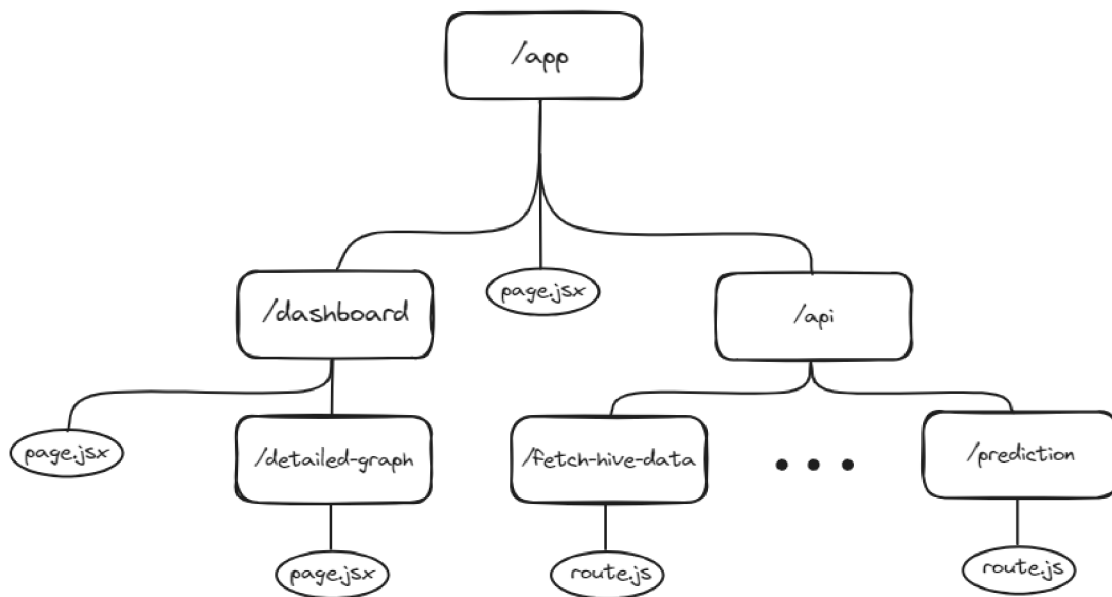 /app
/dashboard
page.jsx
/api
page.jsx
/detailed-graph
/fetch-hive-data
/prediction
page.jsx
route.js
route.js